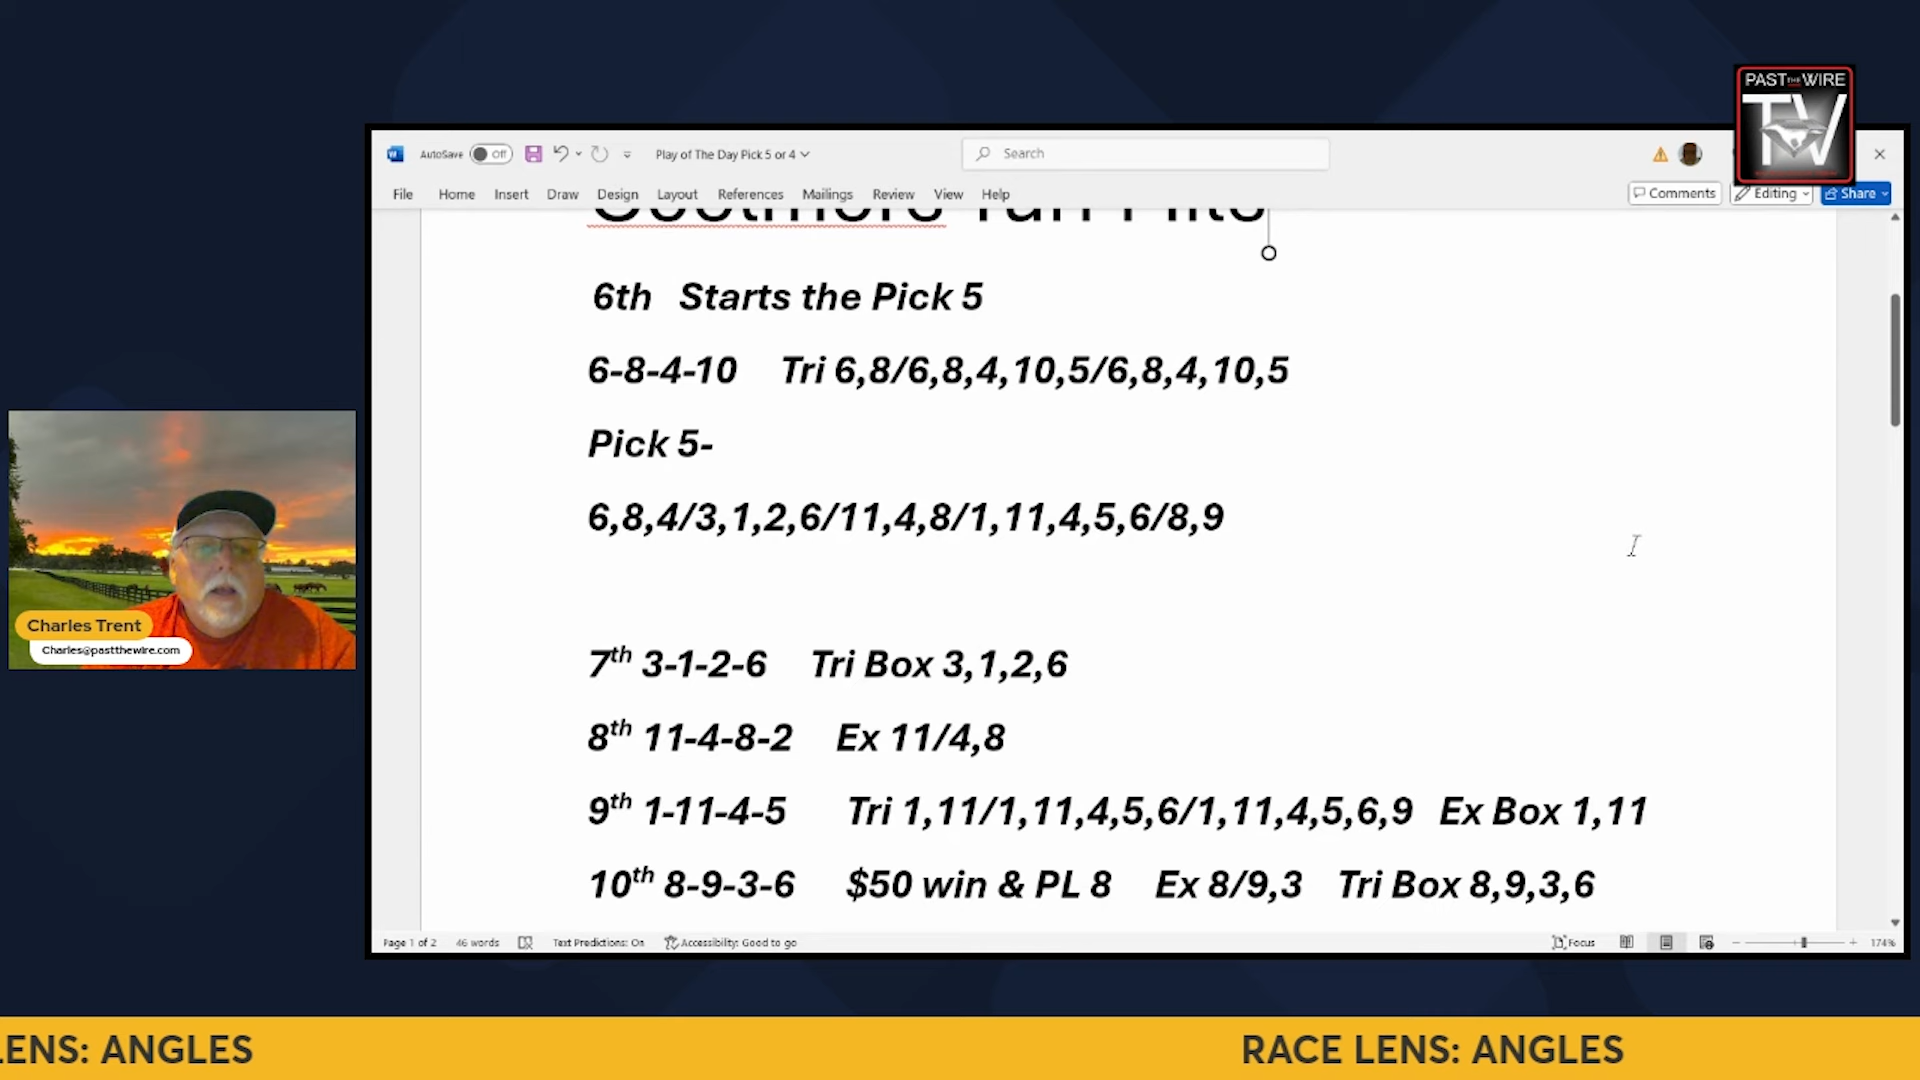 PAST THE WIRE
TV
AutoSave Off Play of The Day Pick 5 or 4 Search
File Home Insert Draw Design Layout References Mailings Review View Help Comments Editing Share
6th Starts the Pick 5
6-8-4-10 Tri 6,8/6,8,4,10,5/6,8,4,10,5
Pick 5-
6,8,4/3,1,2,6/11,4,8/1,11,4,5,6/8,9
7th 3-1-2-6 Tri Box 3,1,2,6
8th 11-4-8-2 Ex 11/4,8
9th 1-11-4-5 Tri 1,11/1,11,4,5,6/1,11,4,5,6,9 Ex Box 1,11
10th 8-9-3-6 $50 win & PL 8 Ex 8/9,3 Tri Box 8,9,3,6
Page 1 of 2 46 words Text Predictions: On Accessibility: Good to go Focus 174%
Charles Trent
Charles@pastthewire.com
LENS: ANGLES RACE LENS: ANGLES